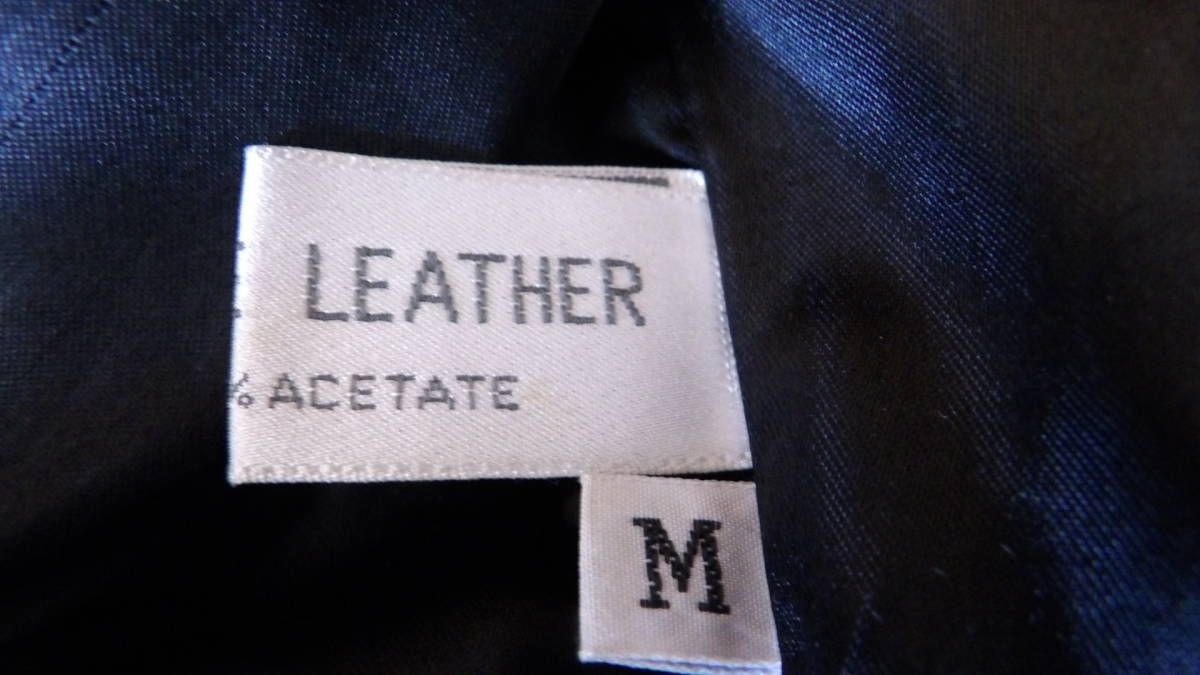 LEATHER
% ACETATE
M